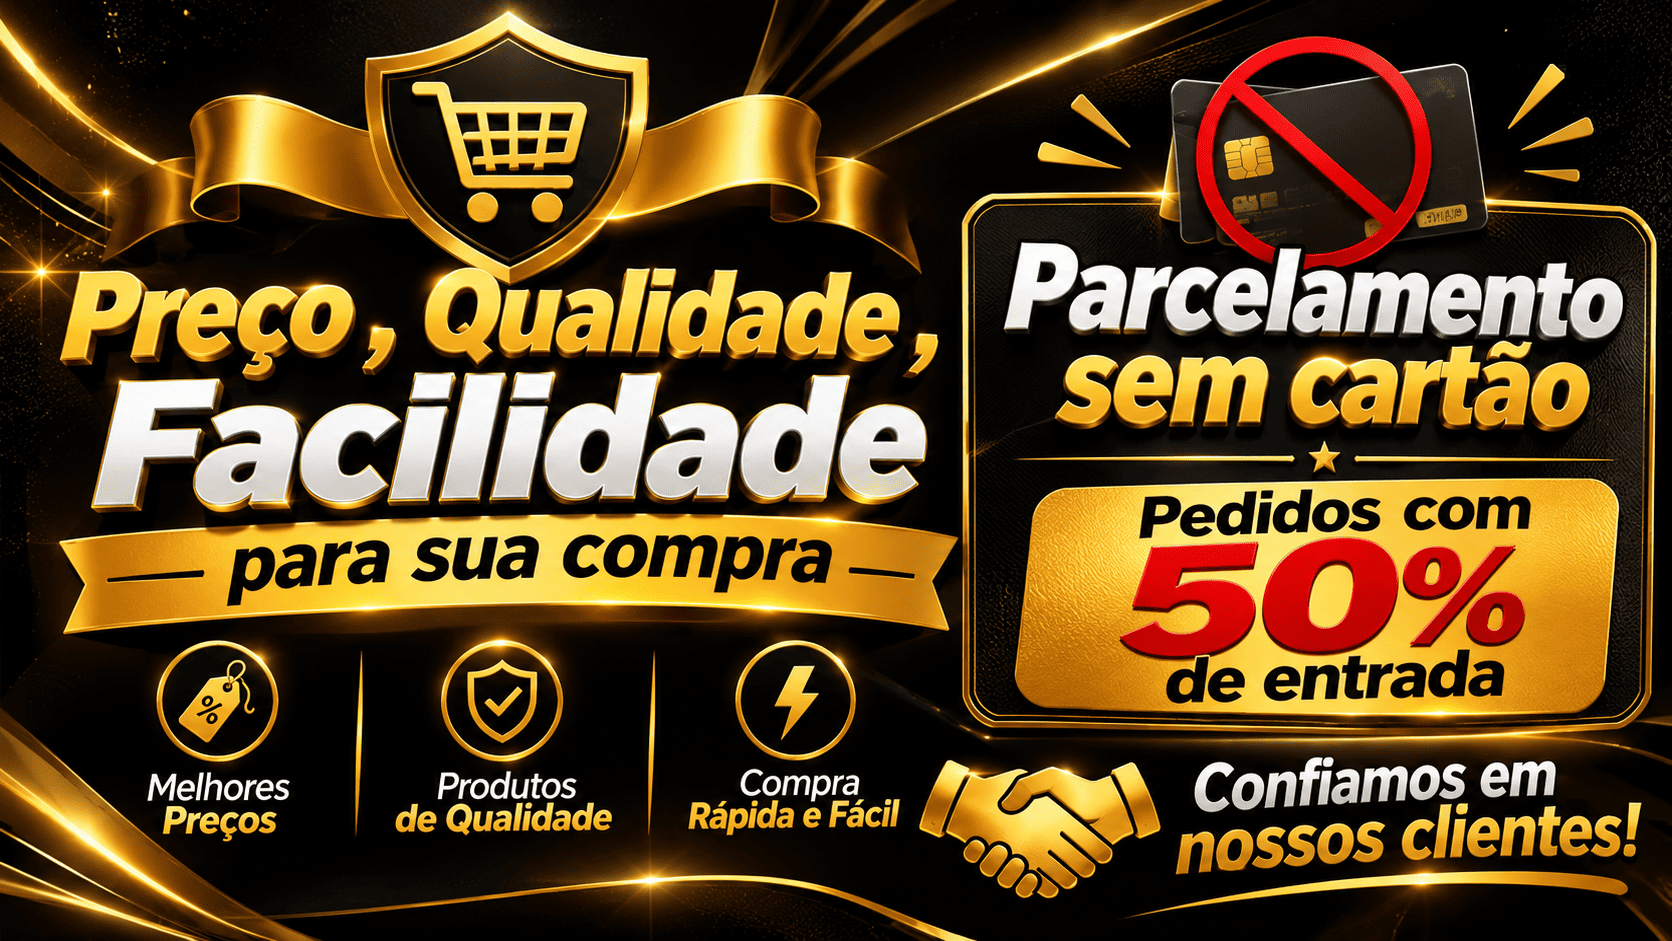 Preço, Qualidade,
Facilidade
para sua compra
Melhores
Preços
Produtos
de Qualidade
Compra
Rápida e Fácil
Parcelamento
sem cartão
Pedidos com
50%
de entrada
Confiamos em
nossos clientes!